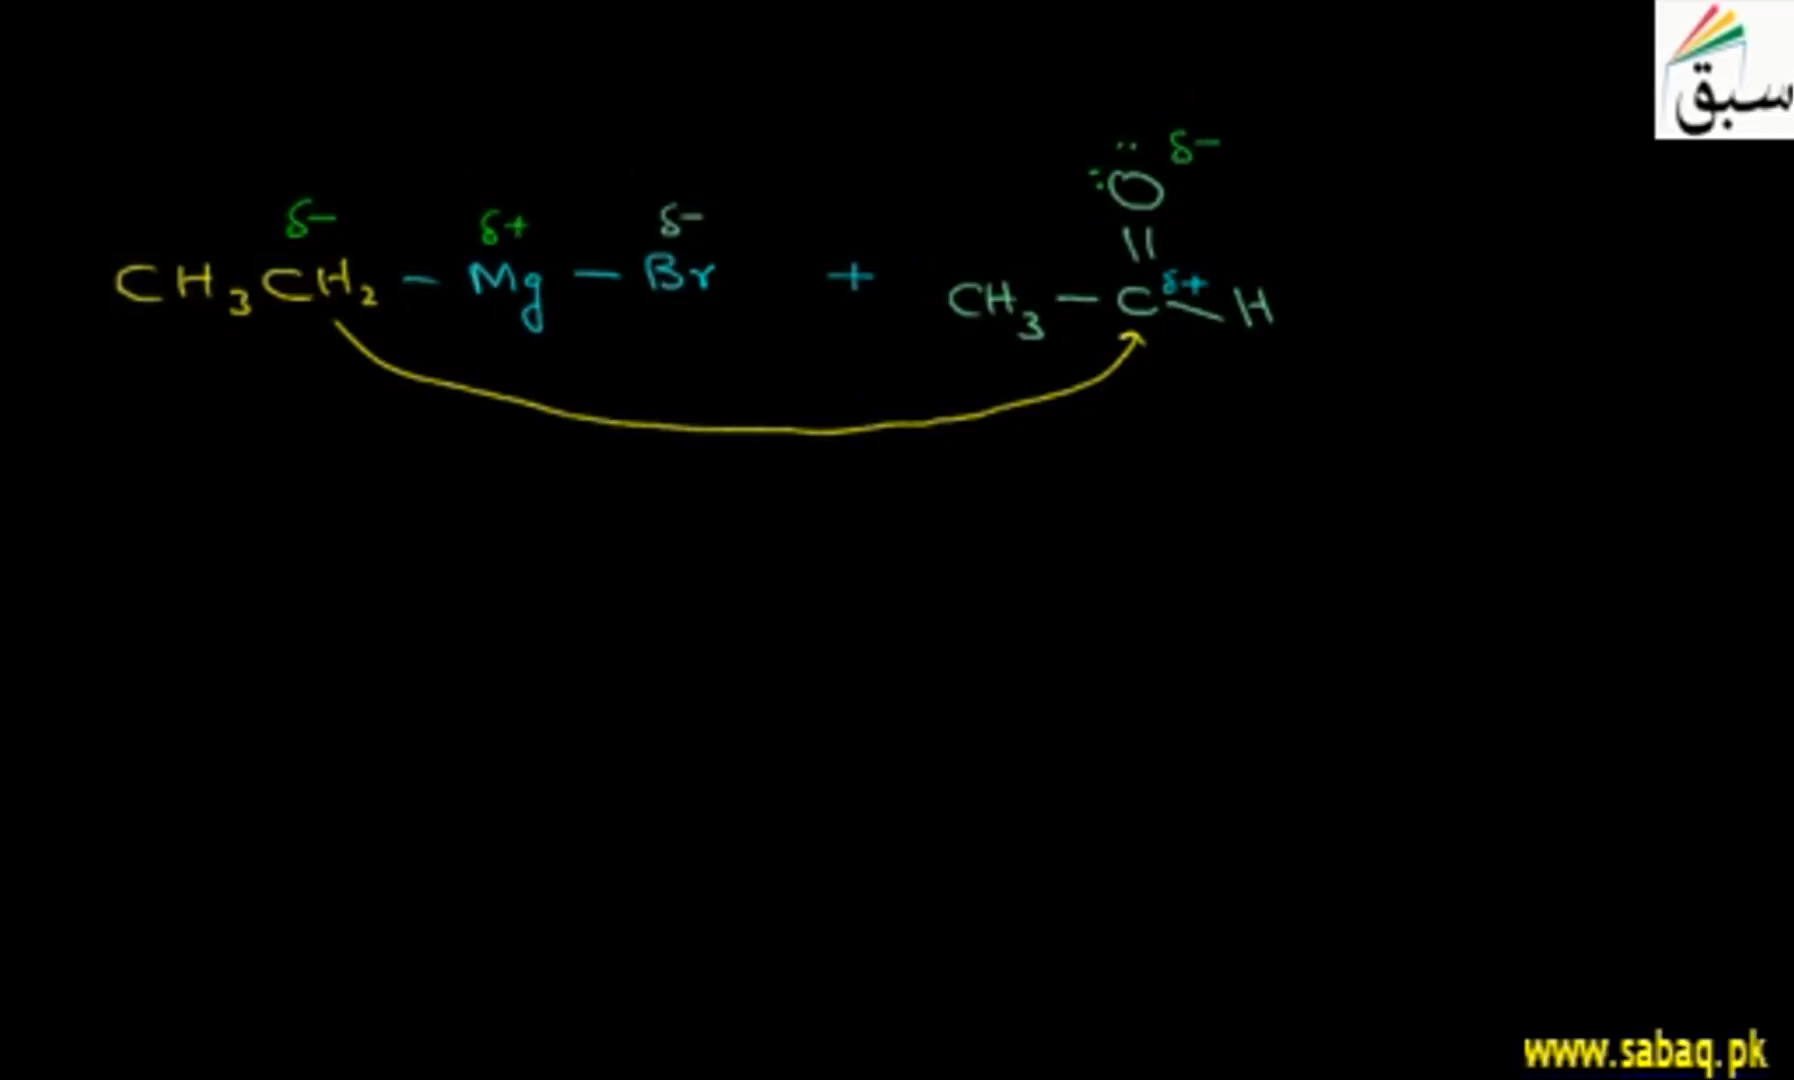 سبق
:Ö δ−
δ− δ+ δ− ||
CH₃CH₂ − Mg − Br + CH₃ − C δ+ − H
www.sabaq.pk